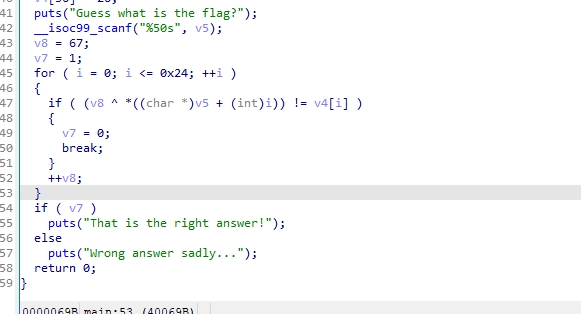 41 puts("Guess what is the flag?");
42 __isoc99_scanf("%50s", v5);
43 v8 = 67;
44 v7 = 1;
45 for ( i = 0; i <= 0x24; ++i )
46 {
47 if ( (v8 ^ *((char *)v5 + (int)i)) != v4[i] )
48 {
49 v7 = 0;
50 break;
51 }
52 ++v8;
53 }
54 if ( v7 )
55 puts("That is the right answer!");
56 else
57 puts("Wrong answer sadly...");
58 return 0;
59 }
0000069B main:53 (40069B)